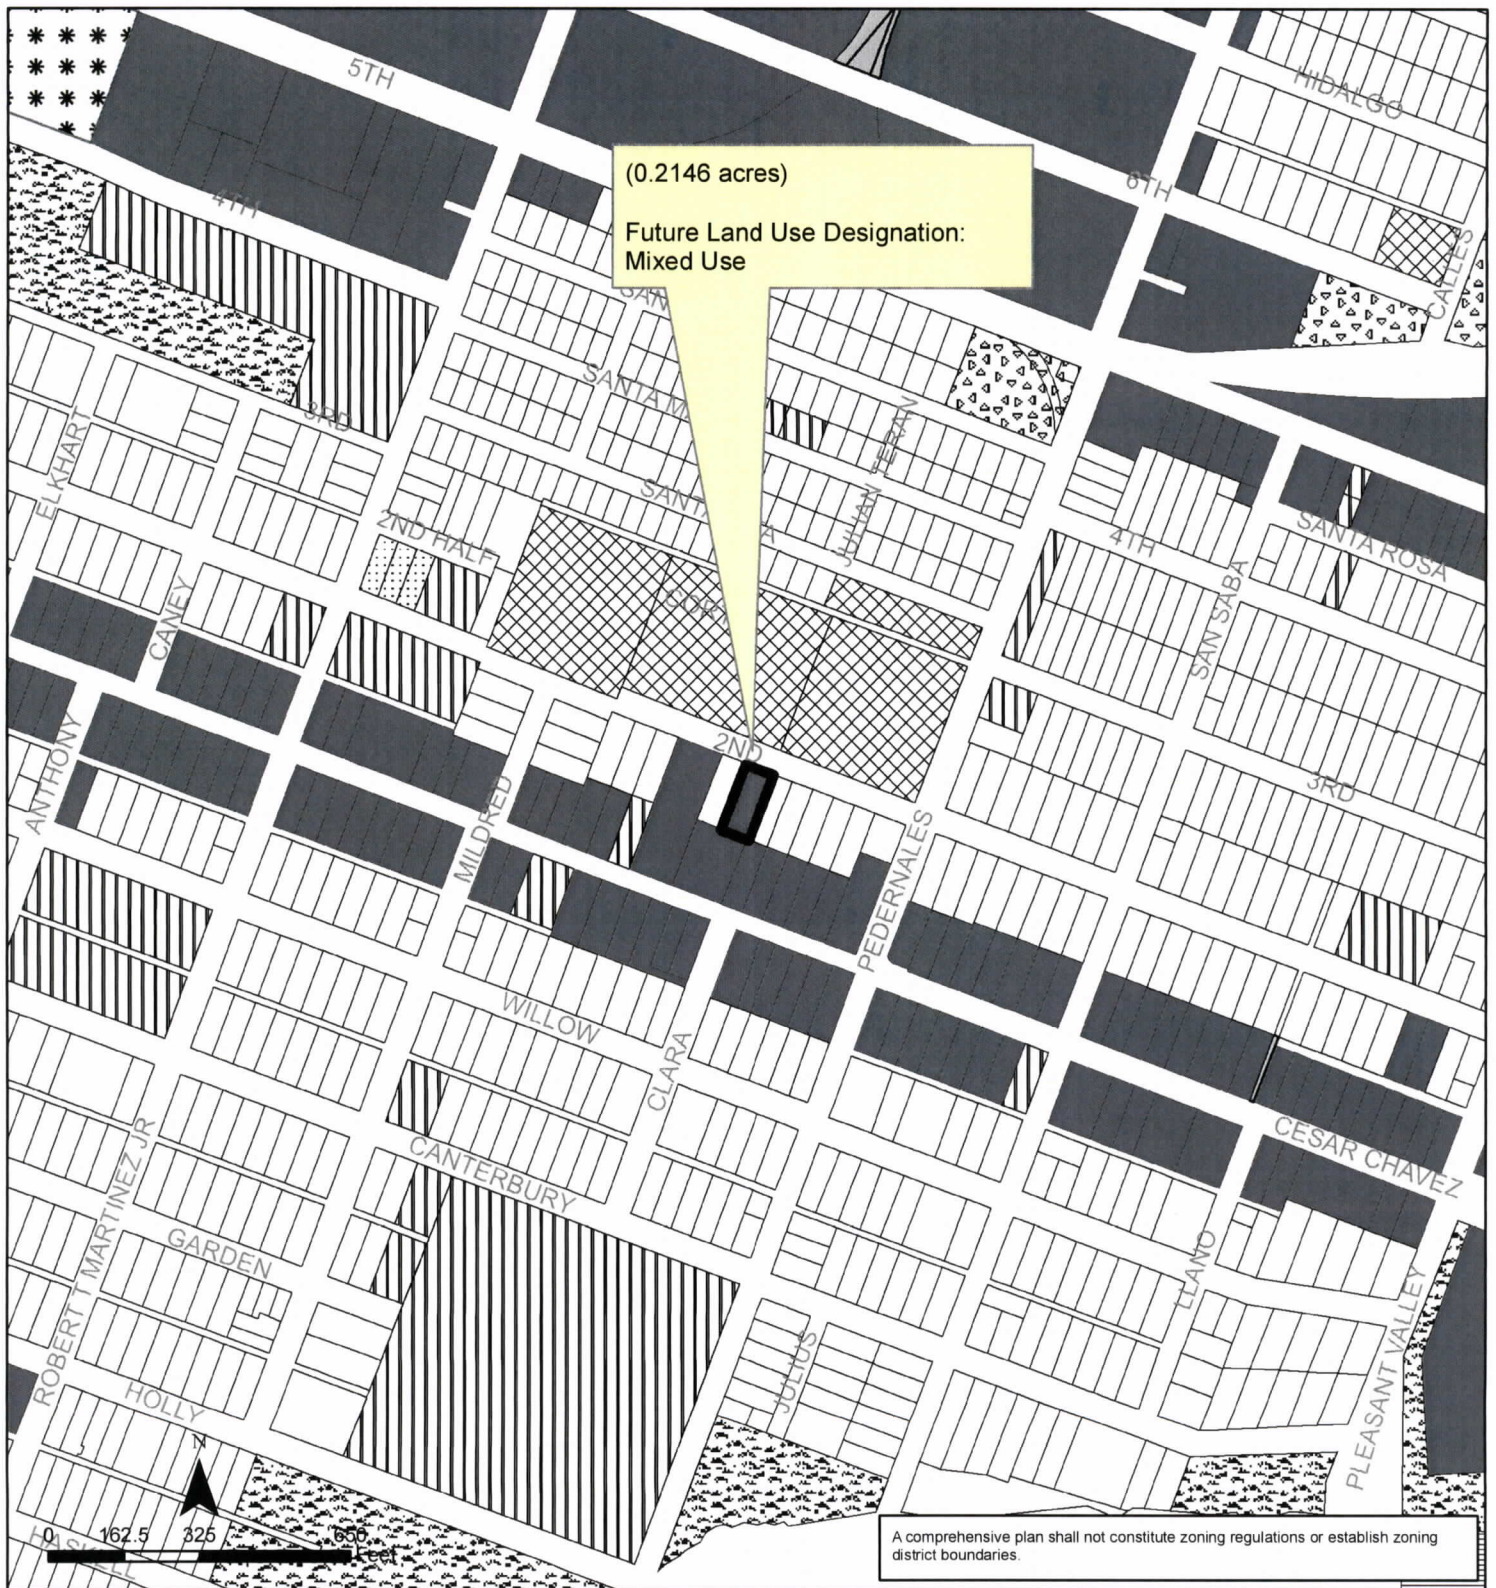 5TH
HIDALGO
(0.2146 acres)
Future Land Use Designation:
Mixed Use
6TH
4TH
CALLES
SANTA M
3RD
JULIAN TERAN
ELKHART
SANTA
2ND HALF
4TH
SANTA ROSA
SAN SABA
CANEY
2ND
3RD
ANTHONY
MILDRED
PEDERNALES
WILLOW
CLARA
CESAR CHAVEZ
CANTERBURY
ROBERT T MARTINEZ JR
GARDEN
LLANO
PLEASANT VALLEY
JULIUS
HOLLY
N
0 162.5 325 650
Feet
HASKELL
A comprehensive plan shall not constitute zoning regulations or establish zoning
district boundaries.